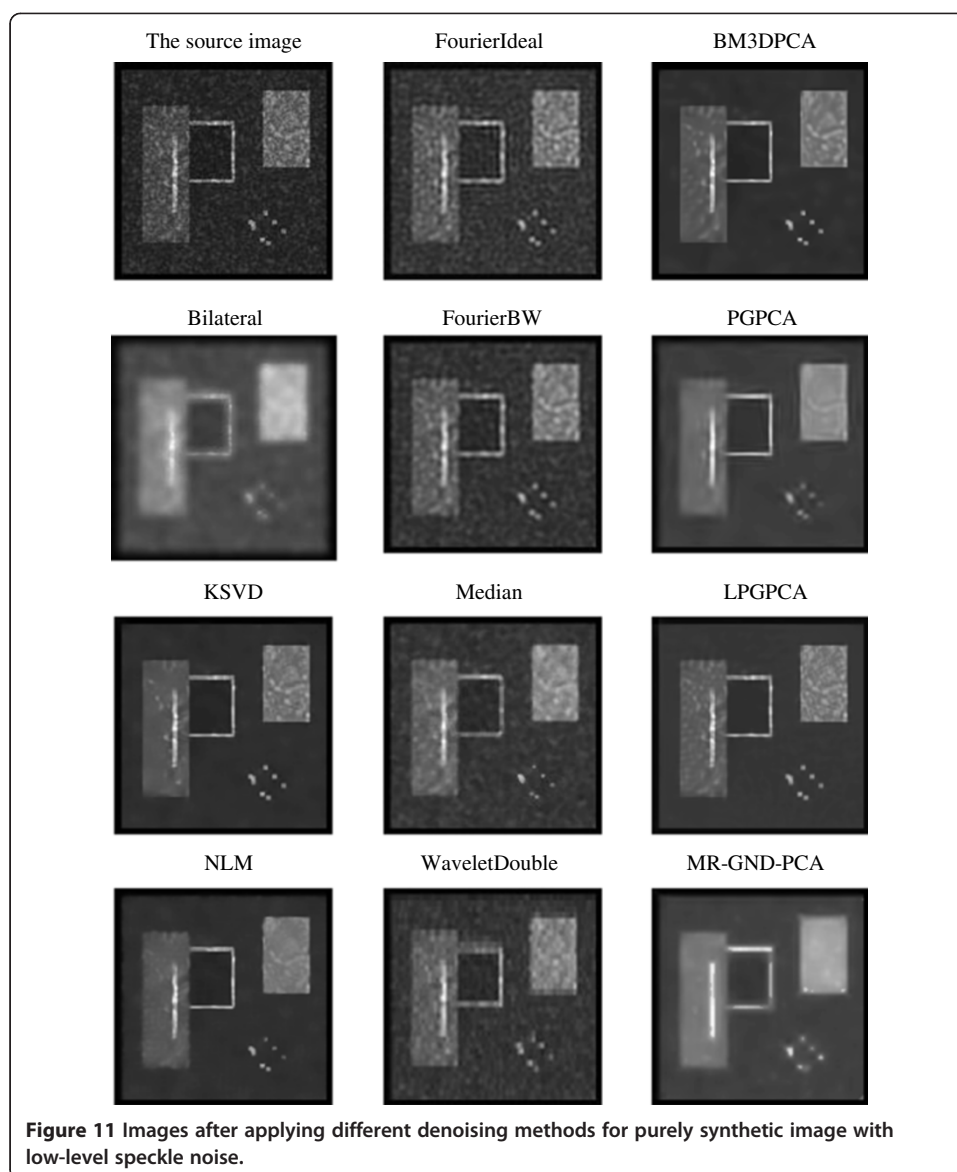 The source image
FourierIdeal
BM3DPCA
Bilateral
FourierBW
PGPCA
KSVD
Median
LPGPCA
NLM
WaveletDouble
MR-GND-PCA
Figure 11 Images after applying different denoising methods for purely synthetic image with
low-level speckle noise.